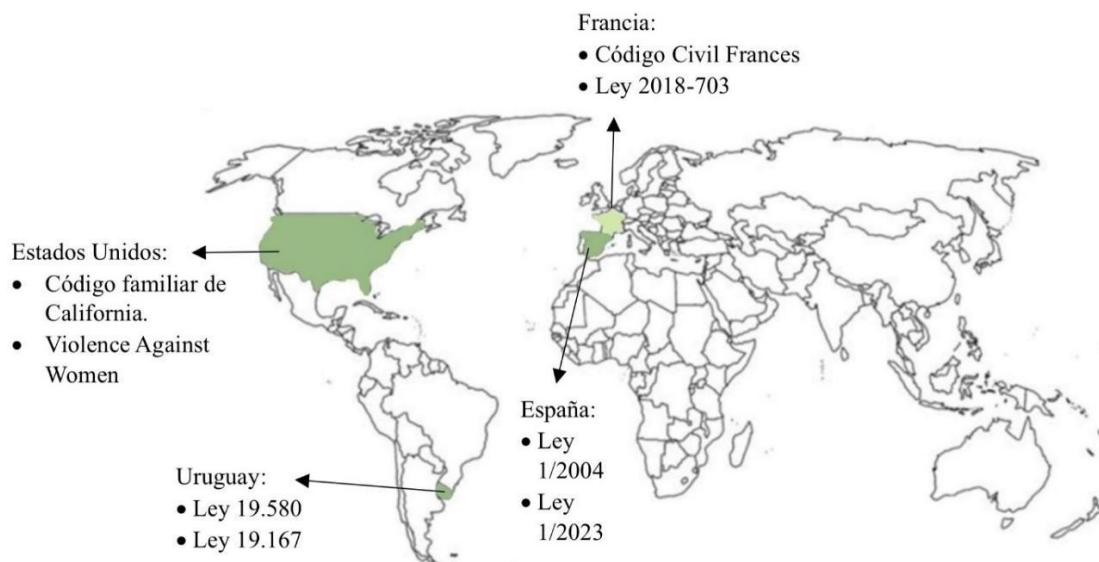 Francia:
• Código Civil Frances
• Ley 2018-703
Estados Unidos:
• Código familiar de
California.
• Violence Against
Women
España:
• Ley
1/2004
• Ley
1/2023
Uruguay:
• Ley 19.580
• Ley 19.167